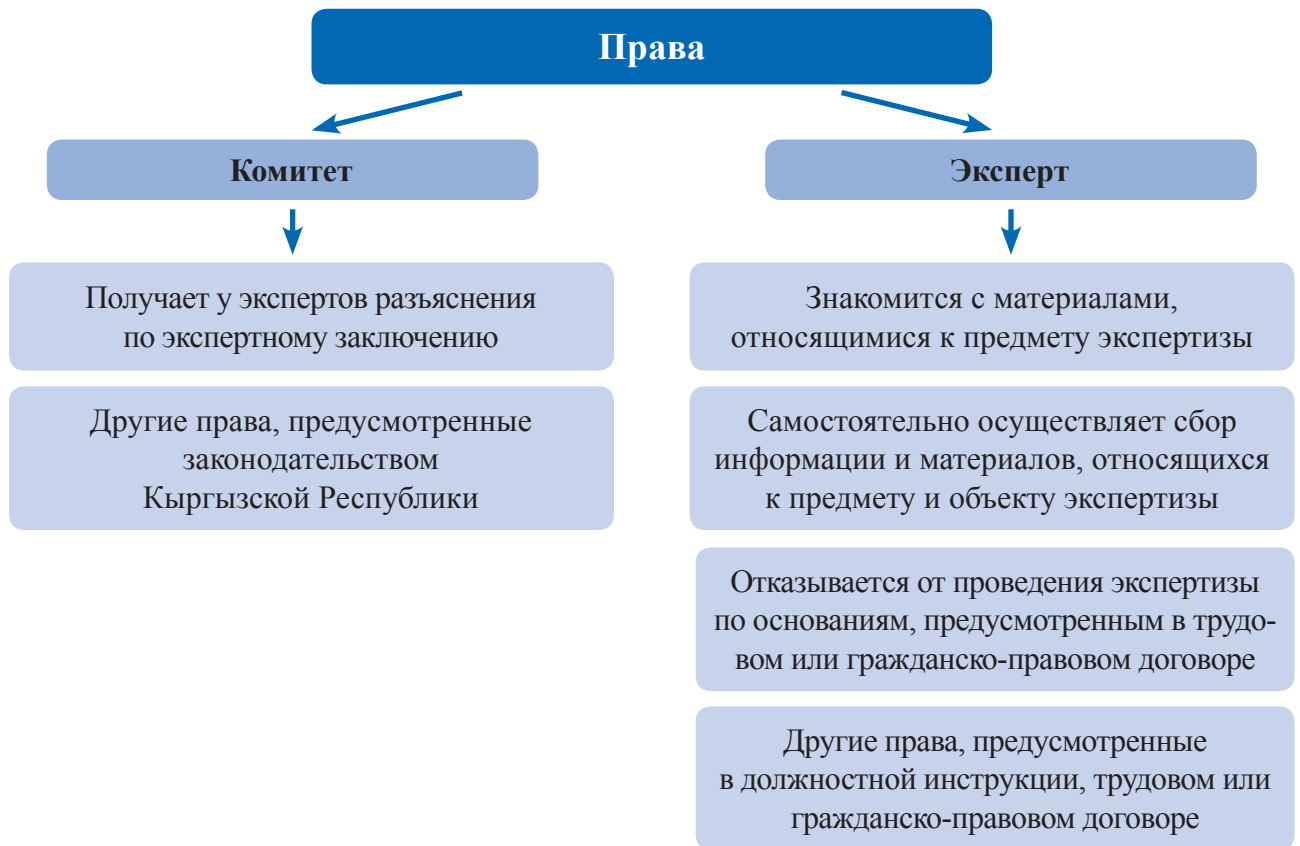 Права
Комитет
Получает у экспертов разъяснения
по экспертному заключению
Другие права, предусмотренные
законодательством
Кыргызской Республики
Эксперт
Знакомится с материалами,
относящимися к предмету экспертизы
Самостоятельно осуществляет сбор
информации и материалов, относящихся
к предмету и объекту экспертизы
Отказывается от проведения экспертизы
по основаниям, предусмотренным в трудо-
вом или гражданско-правовом договоре
Другие права, предусмотренные
в должностной инструкции, трудовом или
гражданско-правовом договоре